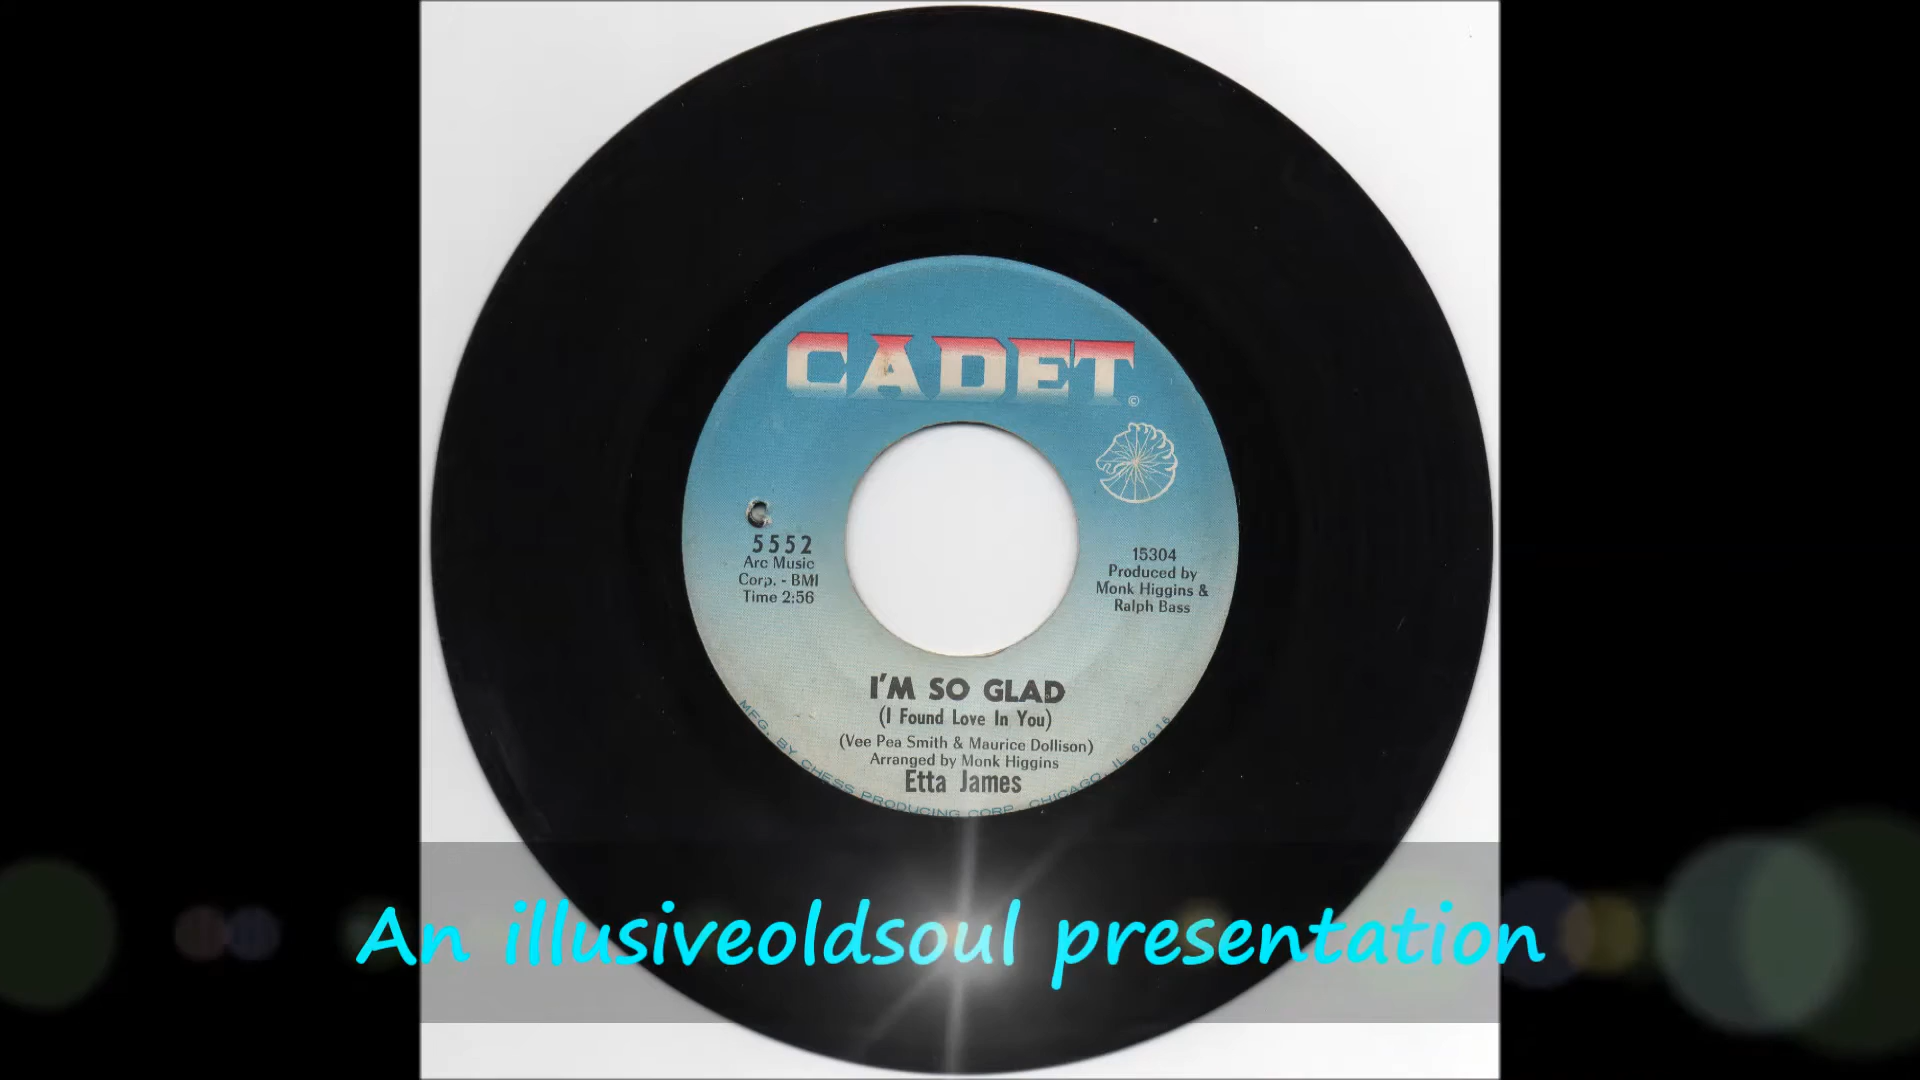 CADET
©
5552
Arc Music
Corp. - BMI
Time 2:56
15304
Produced by
Monk Higgins &
Ralph Bass
I'M SO GLAD
(I Found Love In You)
(Vee Pea Smith & Maurice Dollison)
Arranged by Monk Higgins
Etta James
MFG. BY CHESS PRODUCING CORP. CHICAGO, IL. 60616
An illusiveoldsoul presentation